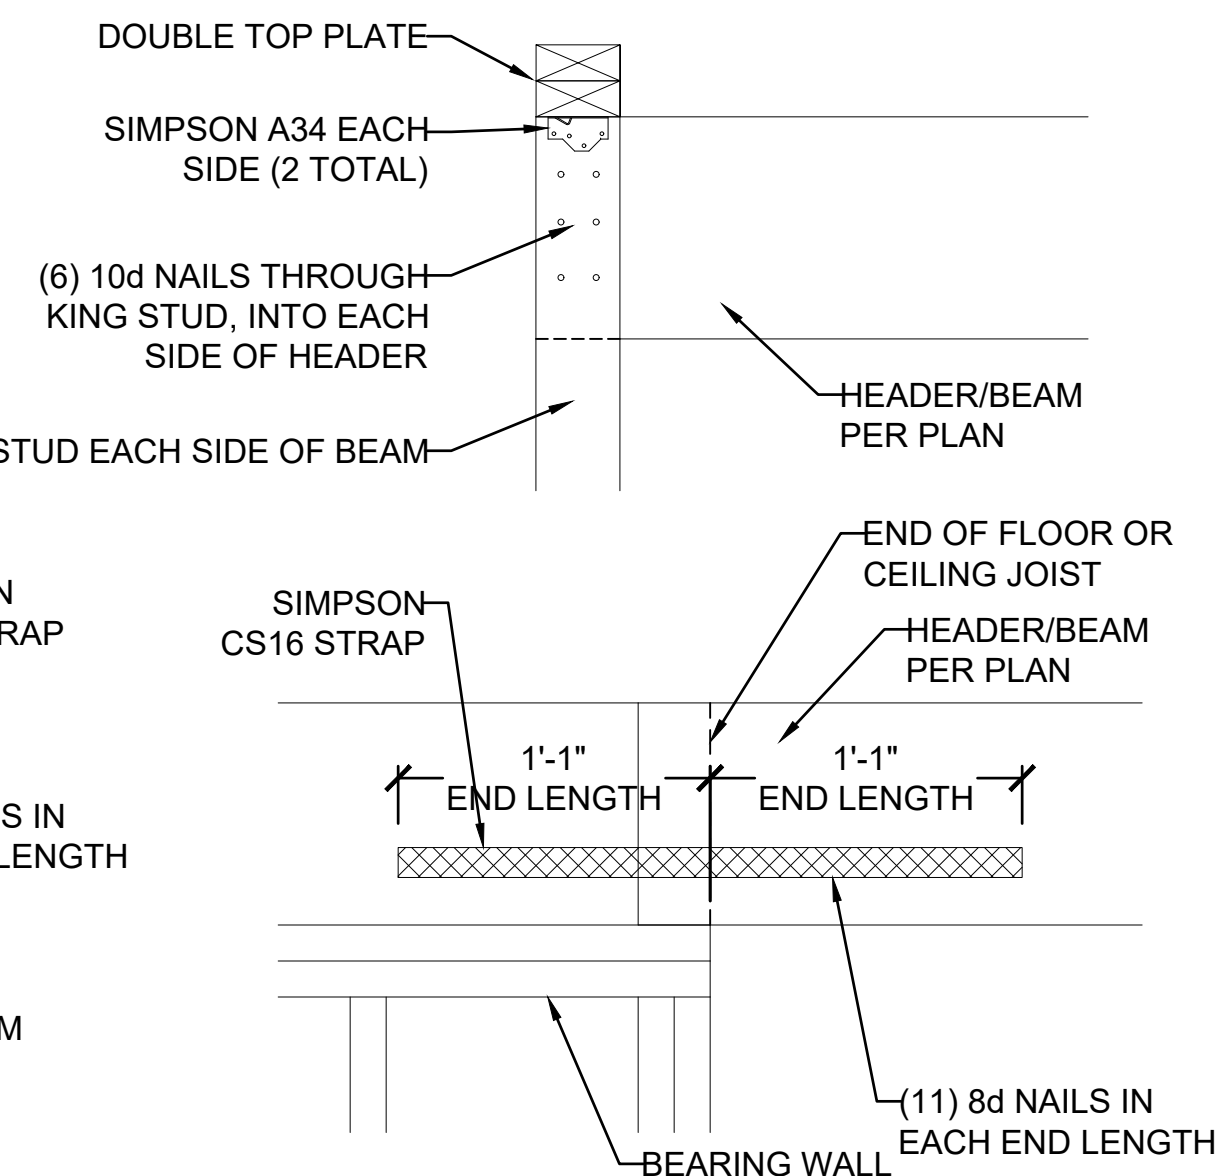 DOUBLE TOP PLATE
SIMPSON A34 EACH
SIDE (2 TOTAL)
(6) 10d NAILS THROUGH
KING STUD, INTO EACH
SIDE OF HEADER
STUD EACH SIDE OF BEAM
HEADER/BEAM
PER PLAN
END OF FLOOR OR
CEILING JOIST
HEADER/BEAM
PER PLAN
SIMPSON
CS16 STRAP
1'-1"
END LENGTH
1'-1"
END LENGTH
S IN
LENGTH
(11) 8d NAILS IN
EACH END LENGTH
BEARING WALL